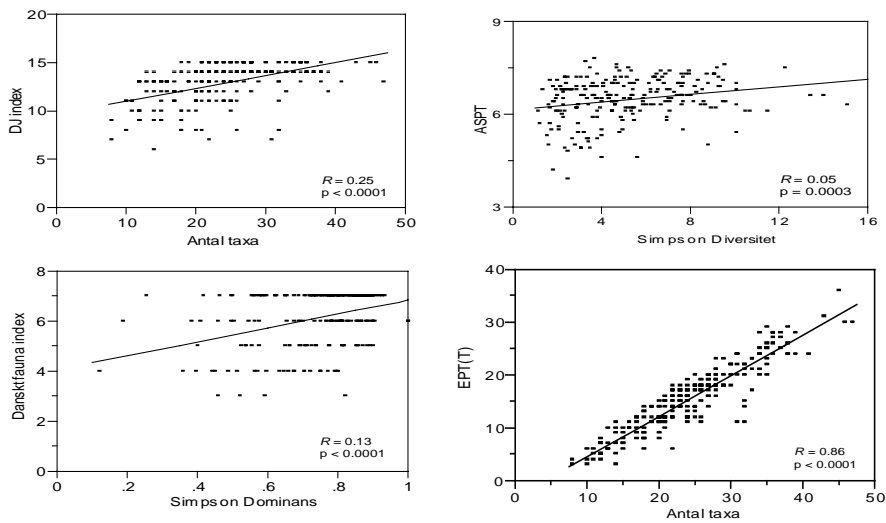 20
15
10
5
0
DJ index
R = 0.25
p < 0.0001
0 10 20 30 40 50
Antal taxa
9
6
3
ASPT
R = 0.05
p = 0.0003
0 4 8 12 16
Simpson Diversitet
8
6
4
2
0
Dansktfauna index
R = 0.13
p < 0.0001
0 .2 .4 .6 .8 1
Simpson Dominans
40
30
20
10
0
EPT(T)
R = 0.86
p < 0.0001
0 10 20 30 40 50
Antal taxa